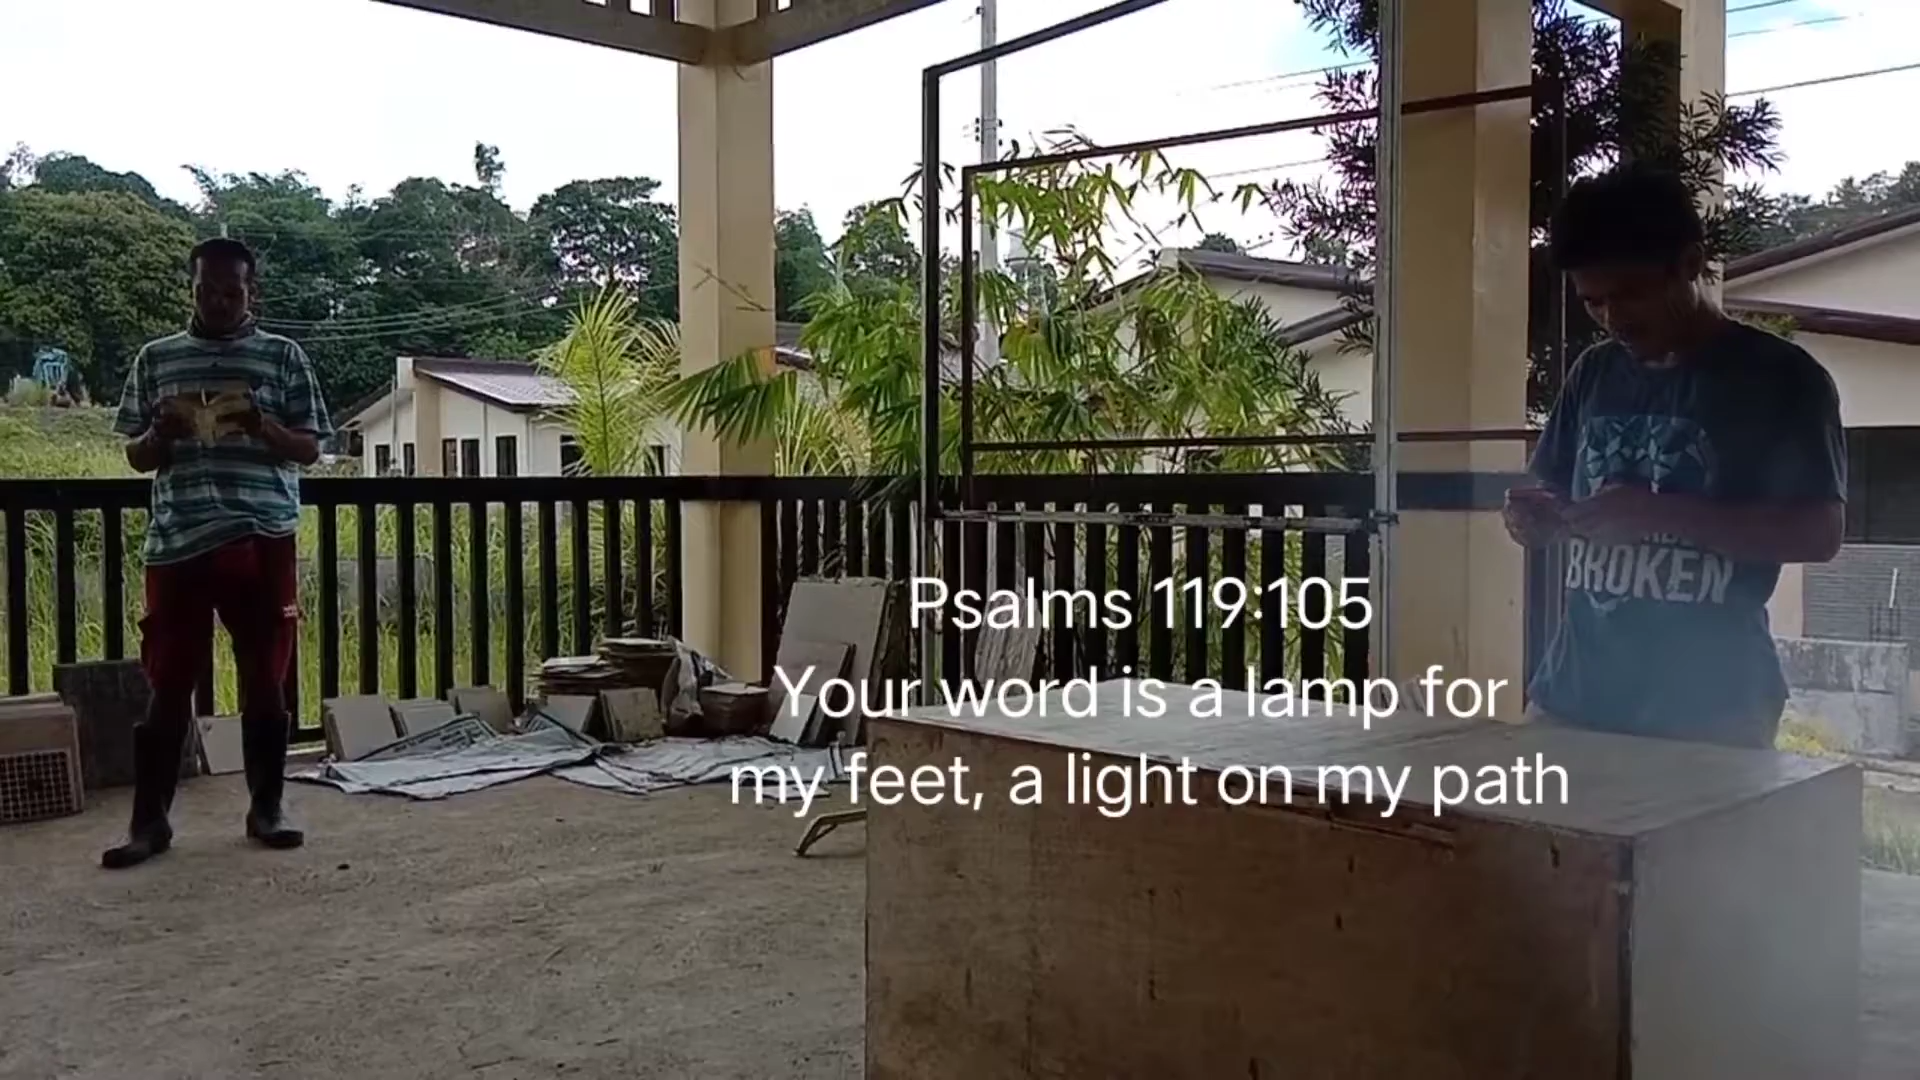 Psalms 119:105
Your word is a lamp for
my feet, a light on my path
BROKEN